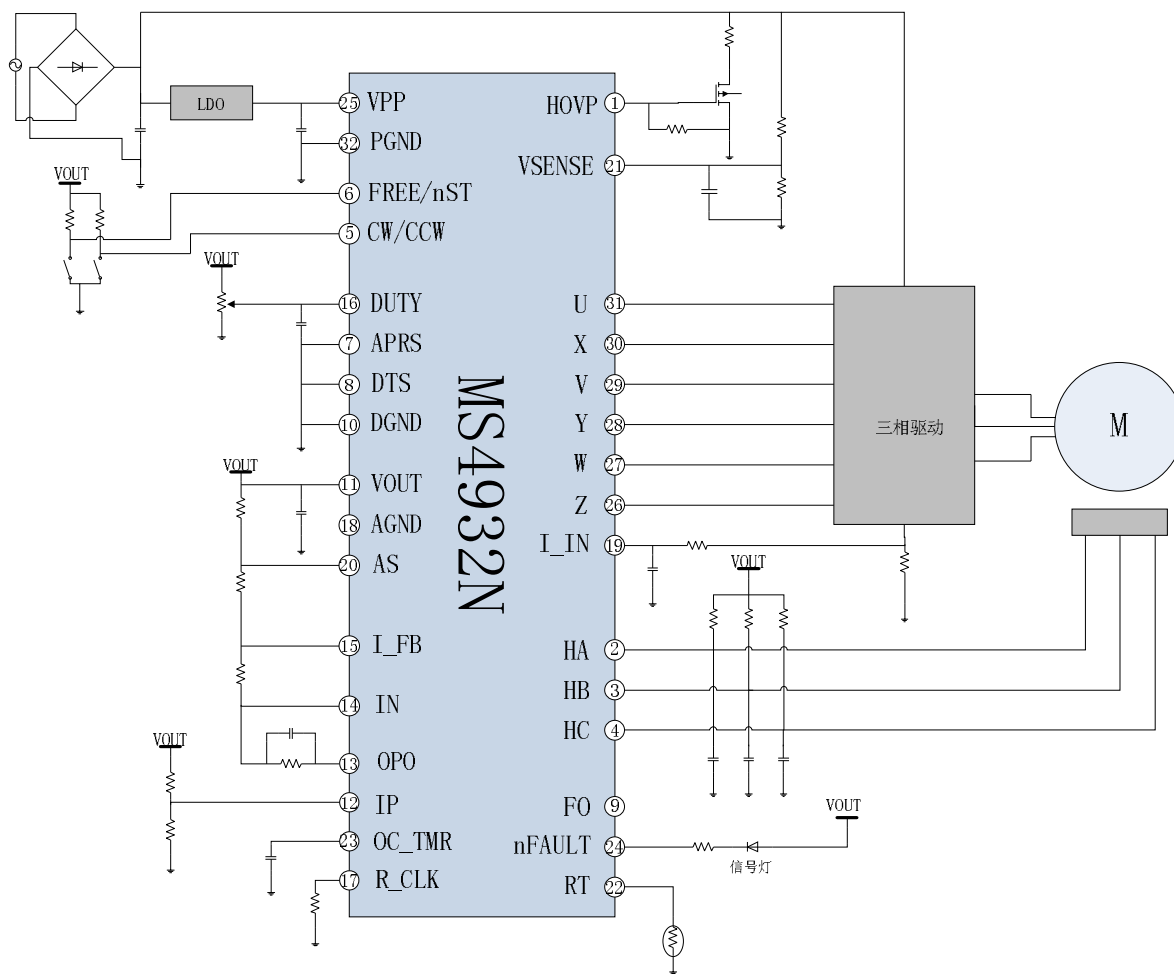 LDO
25 VPP
32 PGND
VOUT
6 FREE/nST
5 CW/CCW
VOUT
16 DUTY
7 APRS
8 DTS
10 DGND
VOUT
11 VOUT
18 AGND
20 AS
15 I_FB
14 IN
13 OPO
VOUT
12 IP
23 OC_TMR
17 R_CLK
MS4932N
HOVP 1
VSENSE 21
U 31
X 30
V 29
Y 28
W 27
Z 26
I_IN 19
三相驱动
M
VOUT
HA 2
HB 3
HC 4
FO 9
VOUT
nFAULT 24
信号灯
RT 22